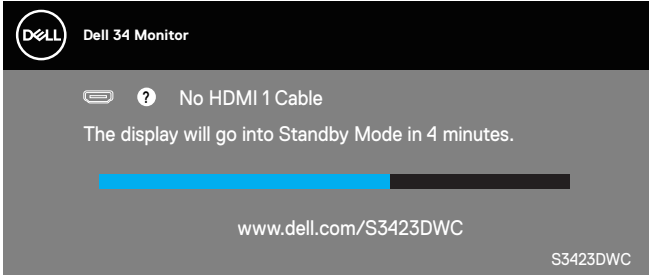 DELL
Dell 34 Monitor
? No HDMI 1 Cable
The display will go into Standby Mode in 4 minutes.
www.dell.com/S3423DWC
S3423DWC